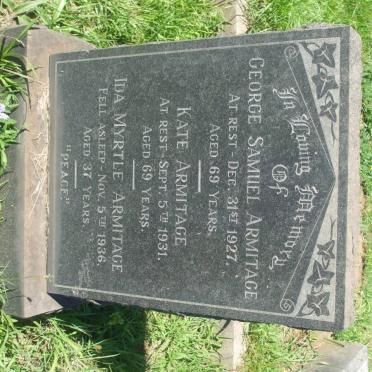 In Loving Memory
Of
GEORGE SAMUEL ARMITAGE
AT REST DEC. 31ST 1927.
AGED 69 YEARS.
KATE ARMITAGE
AT REST SEPT. 5TH 1931.
AGED 69 YEARS.
IDA MYRTLE ARMITAGE
FELL ASLEEP NOV. 5TH 1936.
AGED 37 YEARS.
"PEACE"